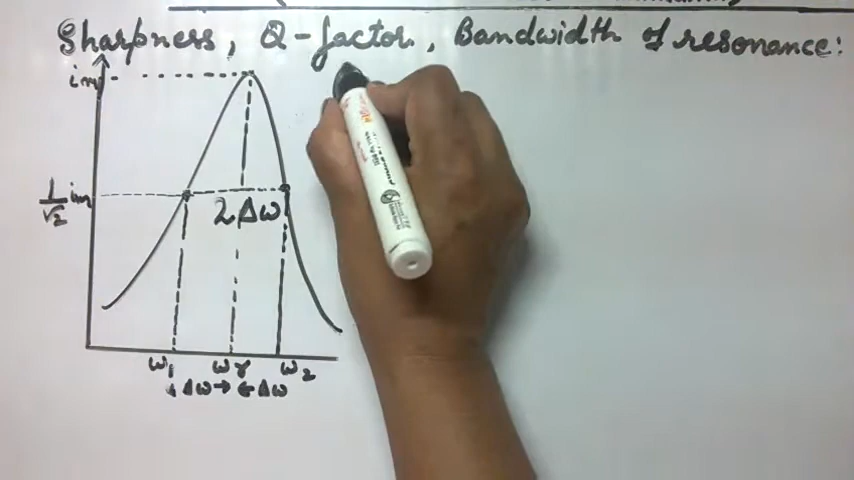 Sharpness, Q-factor, Bandwidth of resonance:
im
1/√2 im
2Δω
ω₁ ωr ω₂
Δω→ ←Δω